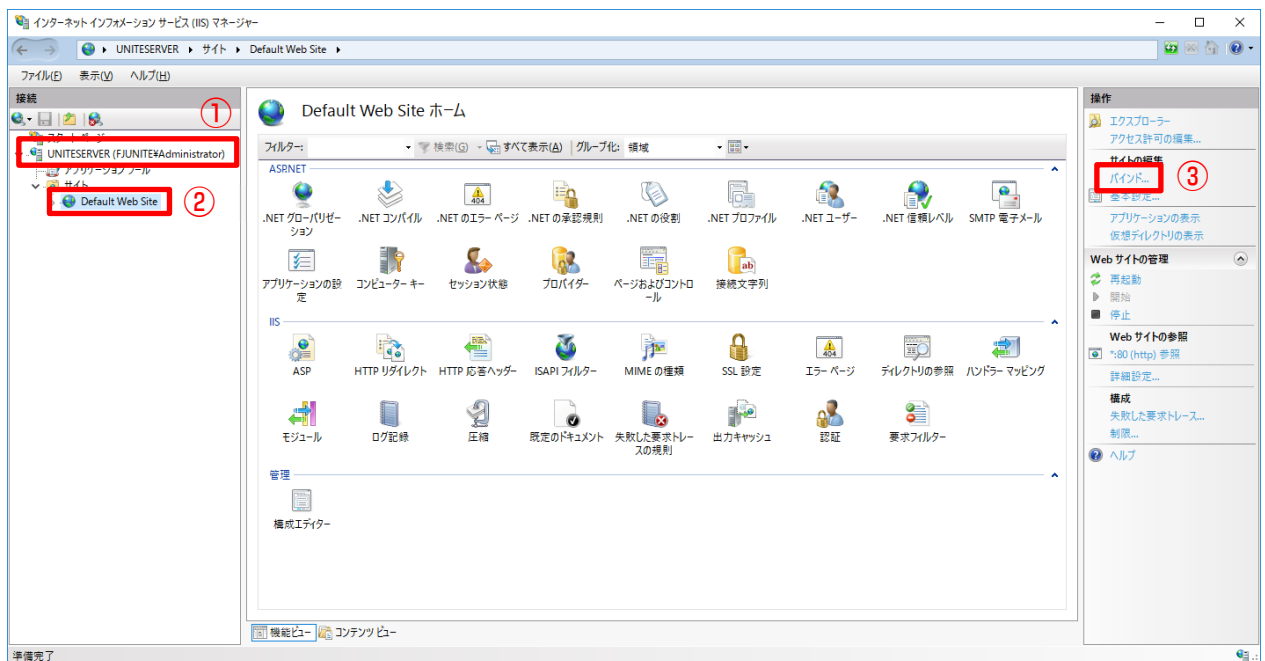 インターネット インフォメーション サービス (IIS) マネージャー
UNITESERVER サイト Default Web Site
ファイル(F) 表示(V) ヘルプ(H)
接続
①
スタート ページ
UNITESERVER (FJUNITE¥Administrator)
アプリケーション プール
サイト
Default Web Site
②
Default Web Site ホーム
フィルター: 検索(G) すべて表示(A) グループ化: 領域
ASP.NET
.NET グローバリゼーション
.NET コンパイル
.NET のエラー ページ
.NET の承認規則
.NET の役割
.NET プロファイル
.NET ユーザー
.NET 信頼レベル
SMTP 電子メール
アプリケーションの設定
コンピューター キー
セッション状態
プロバイダー
ページおよびコントロール
接続文字列
IIS
ASP
HTTP リダイレクト
HTTP 応答ヘッダー
ISAPI フィルター
MIME の種類
SSL 設定
エラー ページ
ディレクトリの参照
ハンドラー マッピング
モジュール
ログ記録
圧縮
既定のドキュメント
失敗した要求トレースの規則
出力キャッシュ
認証
要求フィルター
管理
構成エディター
機能ビュー コンテンツ ビュー
操作
エクスプローラー
アクセス許可の編集...
サイトの編集
バインド...
③
基本設定...
アプリケーションの表示
仮想ディレクトリの表示
Web サイトの管理
再起動
開始
停止
Web サイトの参照
*:80 (http) 参照
詳細設定...
構成
失敗した要求トレース...
制限...
ヘルプ
準備完了